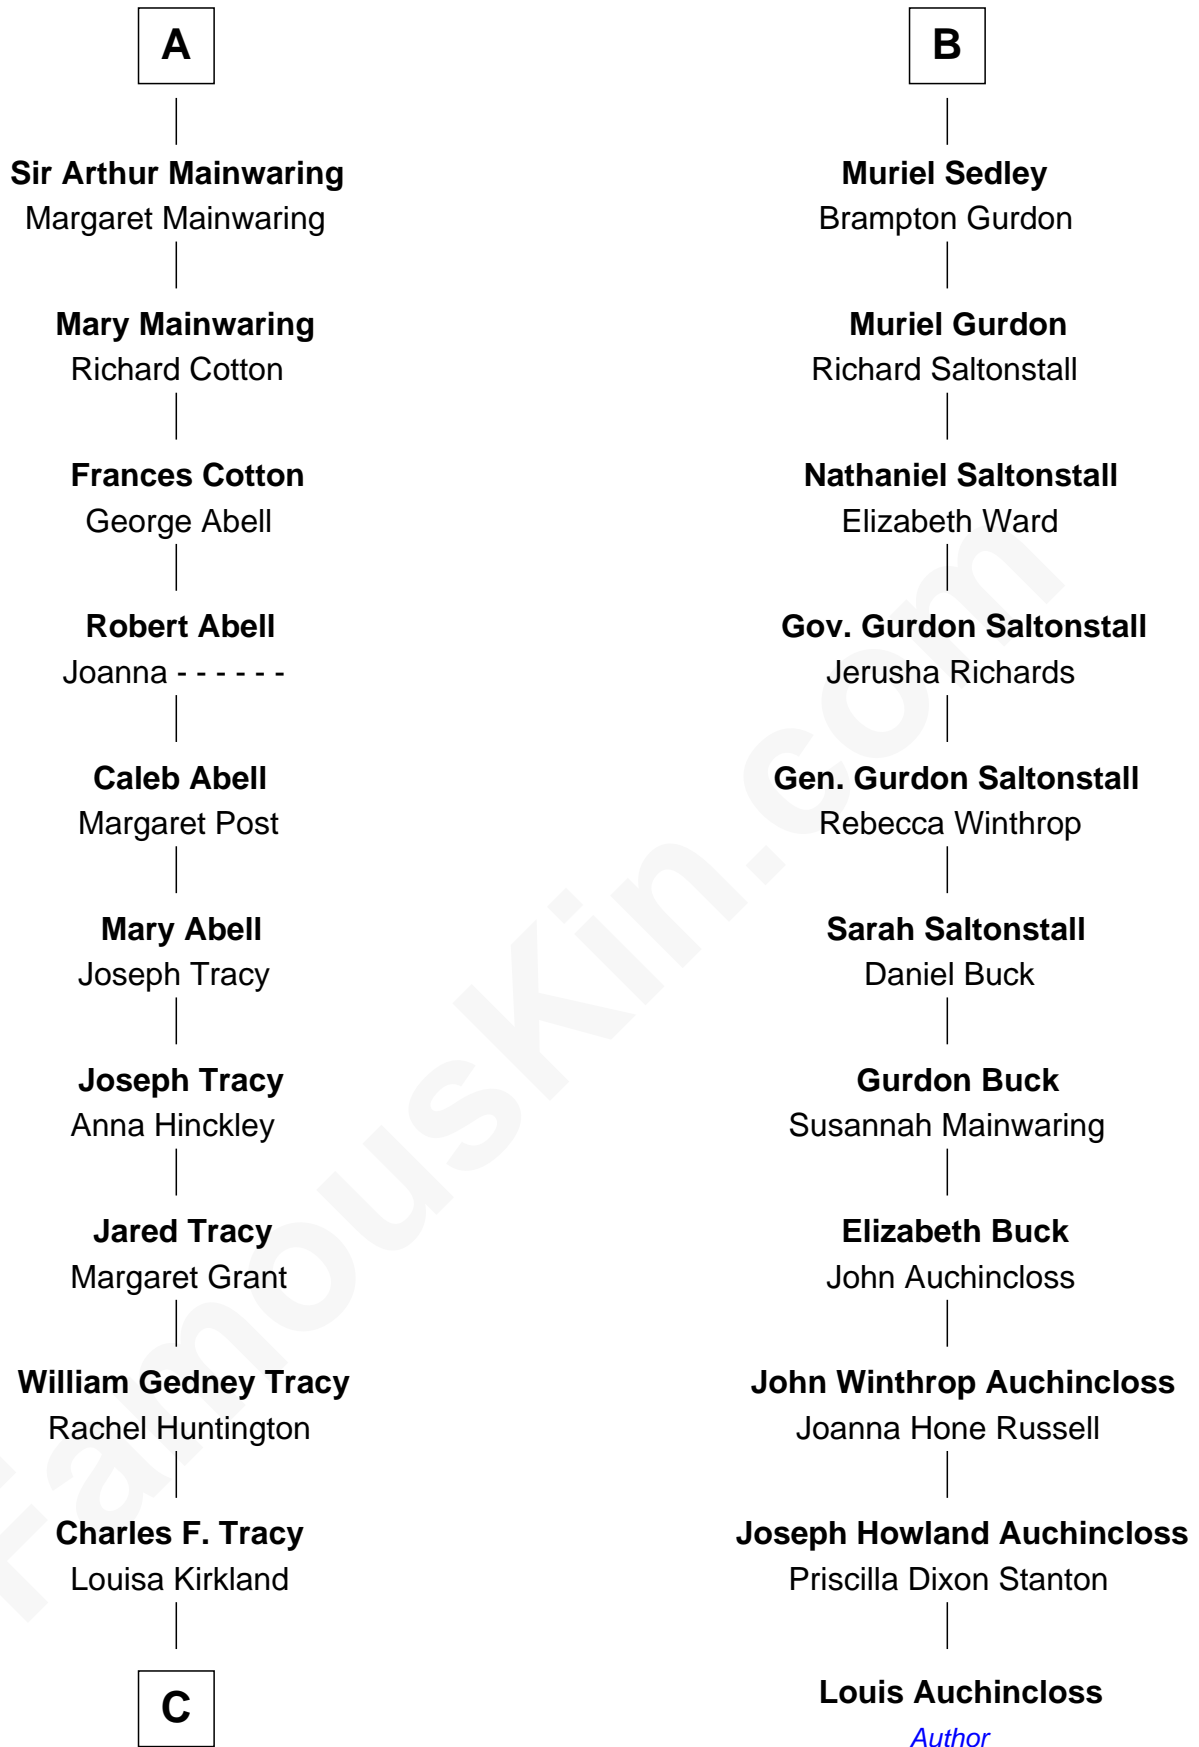 A
Sir Arthur Mainwaring
Margaret Mainwaring
Mary Mainwaring
Richard Cotton
Frances Cotton
George Abell
Robert Abell
Joanna - - - - - -
Caleb Abell
Margaret Post
Mary Abell
Joseph Tracy
Joseph Tracy
Anna Hinckley
Jared Tracy
Margaret Grant
William Gedney Tracy
Rachel Huntington
Charles F. Tracy
Louisa Kirkland
C
B
Muriel Sedley
Brampton Gurdon
Muriel Gurdon
Richard Saltonstall
Nathaniel Saltonstall
Elizabeth Ward
Gov. Gurdon Saltonstall
Jerusha Richards
Gen. Gurdon Saltonstall
Rebecca Winthrop
Sarah Saltonstall
Daniel Buck
Gurdon Buck
Susannah Mainwaring
Elizabeth Buck
John Auchincloss
John Winthrop Auchincloss
Joanna Hone Russell
Joseph Howland Auchincloss
Priscilla Dixon Stanton
Louis Auchincloss
Author
FamousKin.com